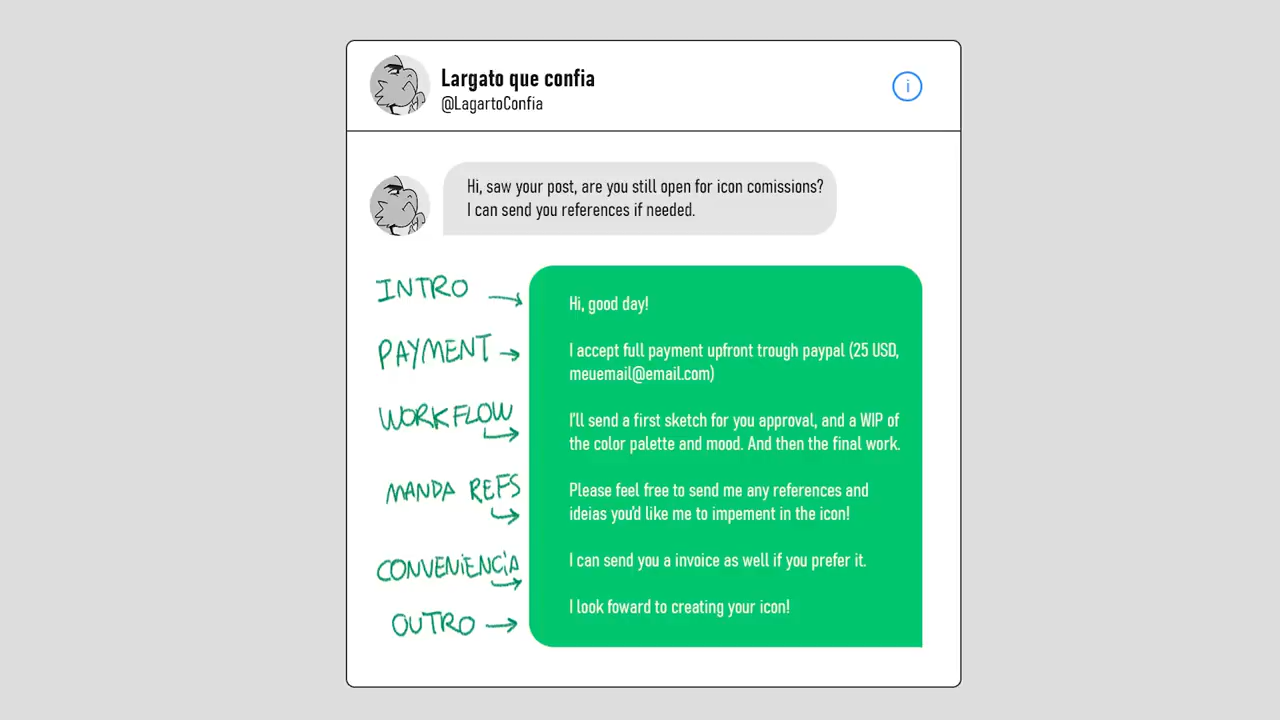 Largato que confia
@LagartoConfia
i
Hi, saw your post, are you still open for icon comissions?
I can send you references if needed.
INTRO
Hi, good day!
PAYMENT
I accept full payment upfront trough paypal (25 USD,
meuemail@email.com)
WORKFLOW
I'll send a first sketch for you approval, and a WIP of
the color palette and mood. And then the final work.
MANDA REFS
Please feel free to send me any references and
ideias you'd like me to impement in the icon!
CONVENIENCiA
I can send you a invoice as well if you prefer it.
OUTRO
I look foward to creating your icon!